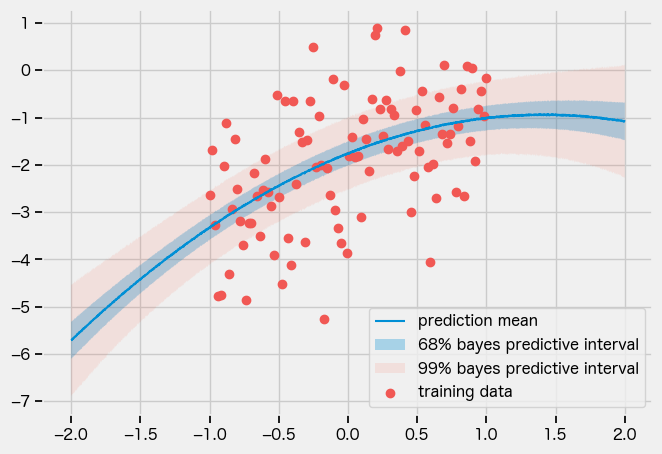 1
0
−1
−2
−3
−4
−5
−6
−7
prediction mean
68% bayes predictive interval
99% bayes predictive interval
training data
−2.0 −1.5 −1.0 −0.5 0.0 0.5 1.0 1.5 2.0